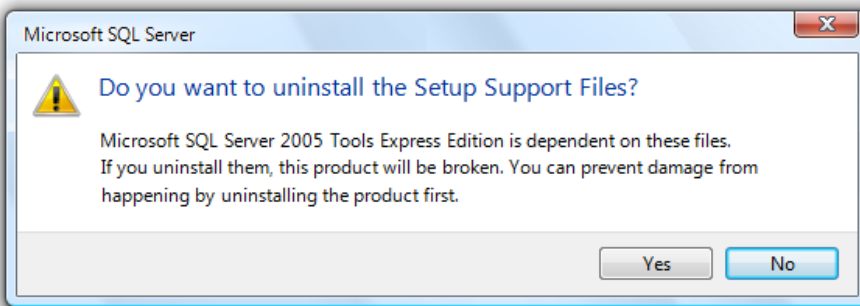 Microsoft SQL Server
Do you want to uninstall the Setup Support Files?
Microsoft SQL Server 2005 Tools Express Edition is dependent on these files.
If you uninstall them, this product will be broken. You can prevent damage from
happening by uninstalling the product first.
Yes No